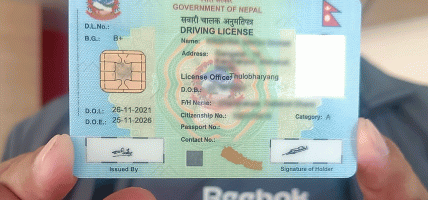 GOVERNMENT OF NEPAL
सवारी चालक अनुमतिपत्र
DRIVING LICENSE
D.L.No.:
B.G.: B+
Name:
Address:
License Office: Thulobharyang
D.O.B.:
F/H Name:
D.O.I.: 26-11-2021
Citizenship No.:
Category: A
D.O.E.: 25-11-2026
Passport No.:
Contact No.:
Issued By
Signature of Holder
Reebok